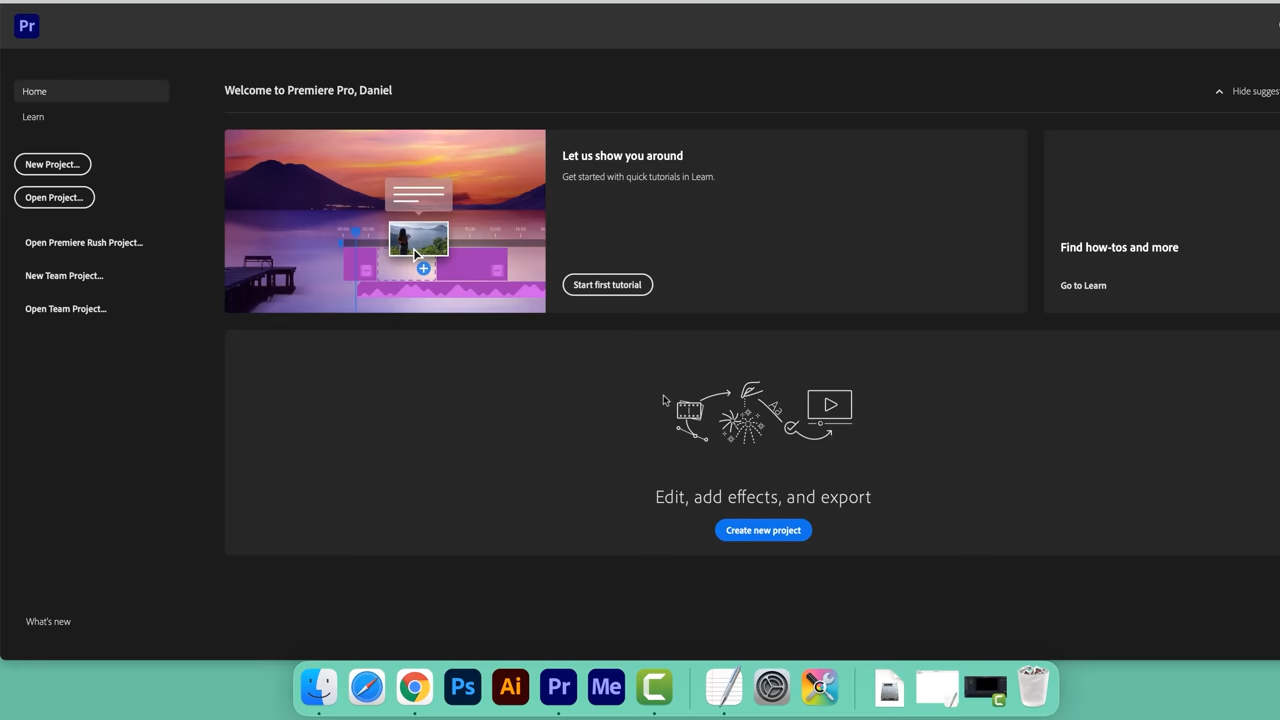 Pr
Home
Learn
New Project...
Open Project...
Open Premiere Rush Project...
New Team Project...
Open Team Project...
What's new
Welcome to Premiere Pro, Daniel
Hide sugges
Let us show you around
Get started with quick tutorials in Learn.
Start first tutorial
Find how-tos and more
Go to Learn
Aa
Edit, add effects, and export
Create new project
Ps
Ai
Pr
Me
C